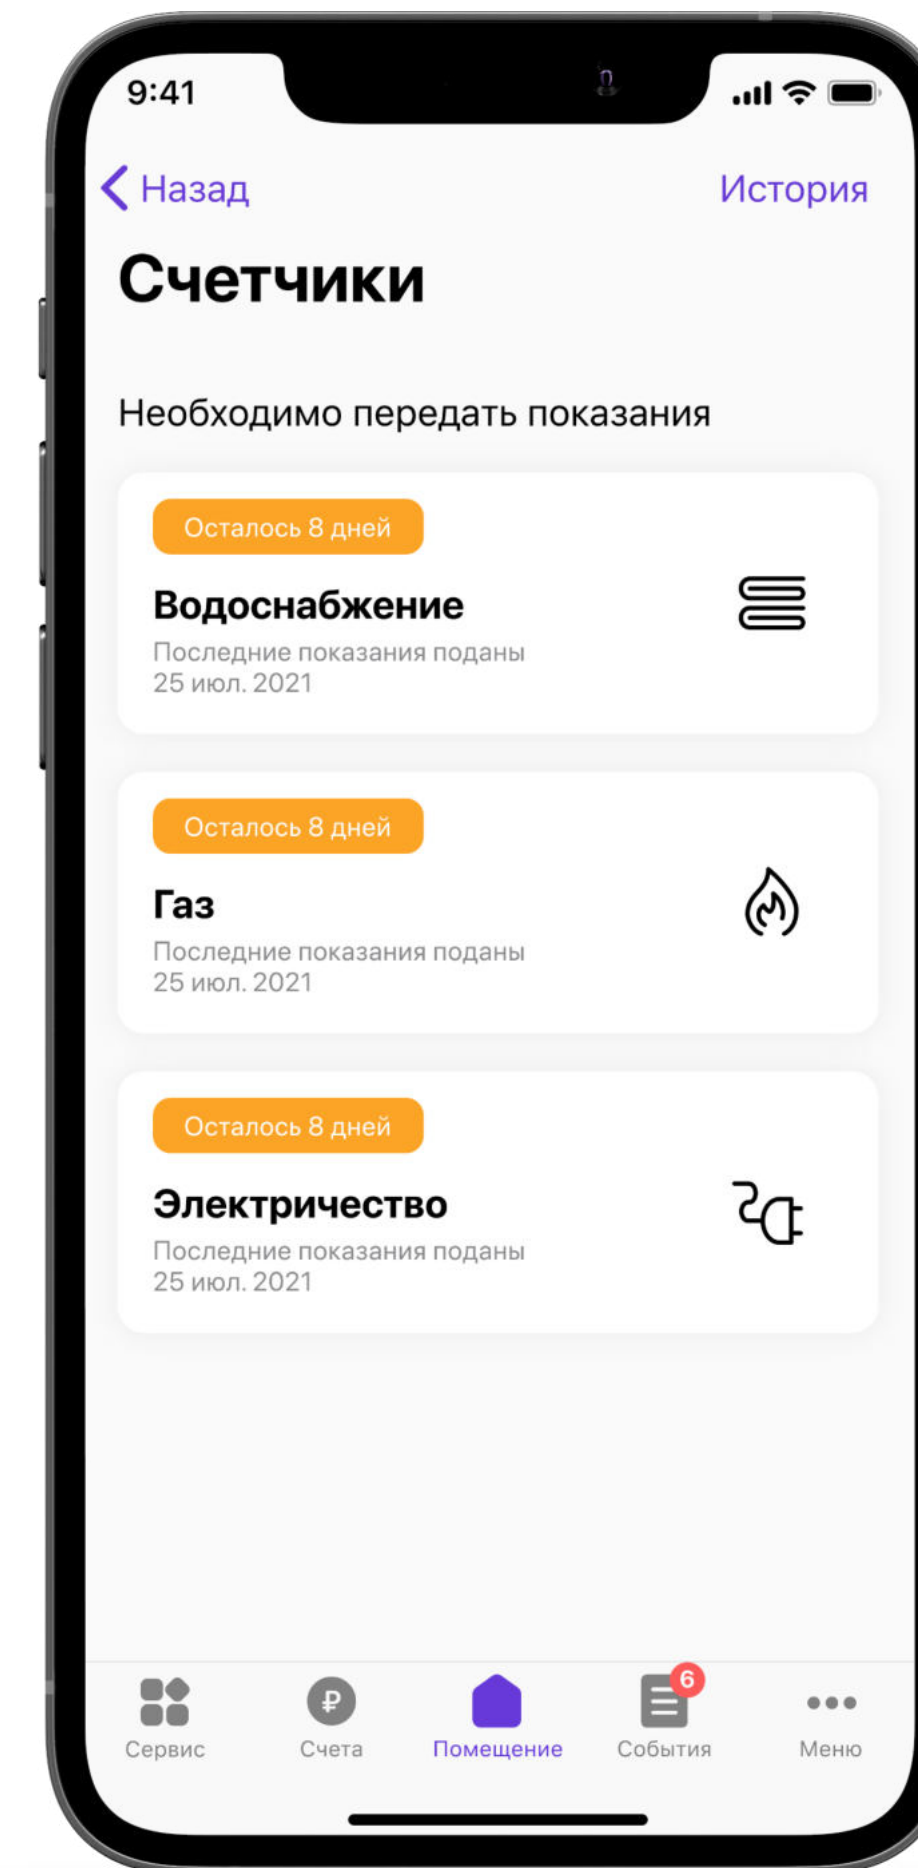 9:41
Назад
История
Счетчики
Необходимо передать показания
Осталось 8 дней
Водоснабжение
Последние показания поданы
25 июл. 2021
Осталось 8 дней
Газ
Последние показания поданы
25 июл. 2021
Осталось 8 дней
Электричество
Последние показания поданы
25 июл. 2021
6
₽
Сервис
Счета
Помещение
События
Меню